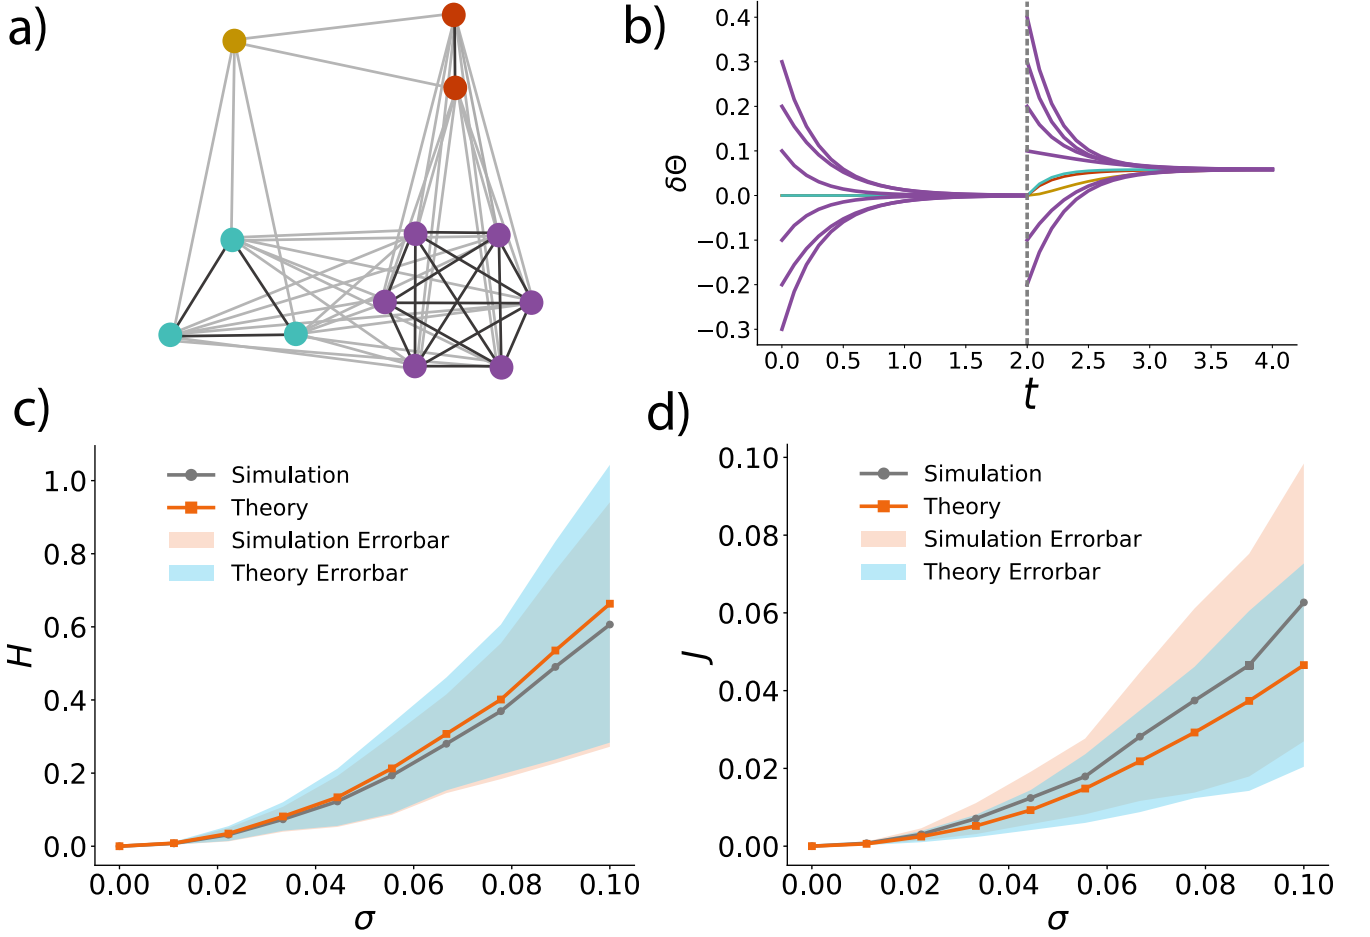 a)
b)
0.4
0.3
0.2
0.1
0.0
−0.1
−0.2
−0.3
δΘ
0.0 0.5 1.0 1.5 2.0 2.5 3.0 3.5 4.0
t
c)
1.0
0.8
0.6
0.4
0.2
0.0
H
Simulation
Theory
Simulation Errorbar
Theory Errorbar
0.00 0.02 0.04 0.06 0.08 0.10
σ
d)
0.10
0.08
0.06
0.04
0.02
0.00
J
Simulation
Theory
Simulation Errorbar
Theory Errorbar
0.00 0.02 0.04 0.06 0.08 0.10
σ